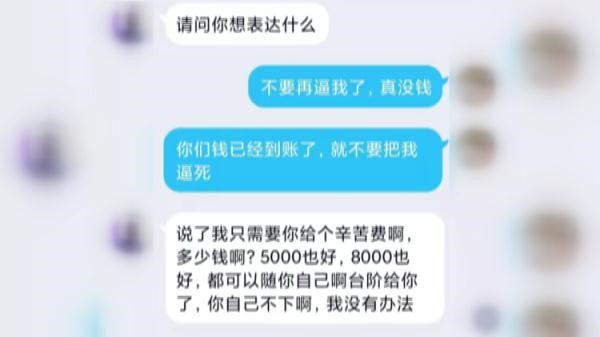 请问你想表达什么
不要再逼我了，真没钱
你们钱已经到账了，就不要把我
逼死
说了我只需要你给个辛苦费啊，
多少钱啊？5000也好，8000也
好，都可以随你自己啊台阶给你
了，你自己不下啊，我没有办法